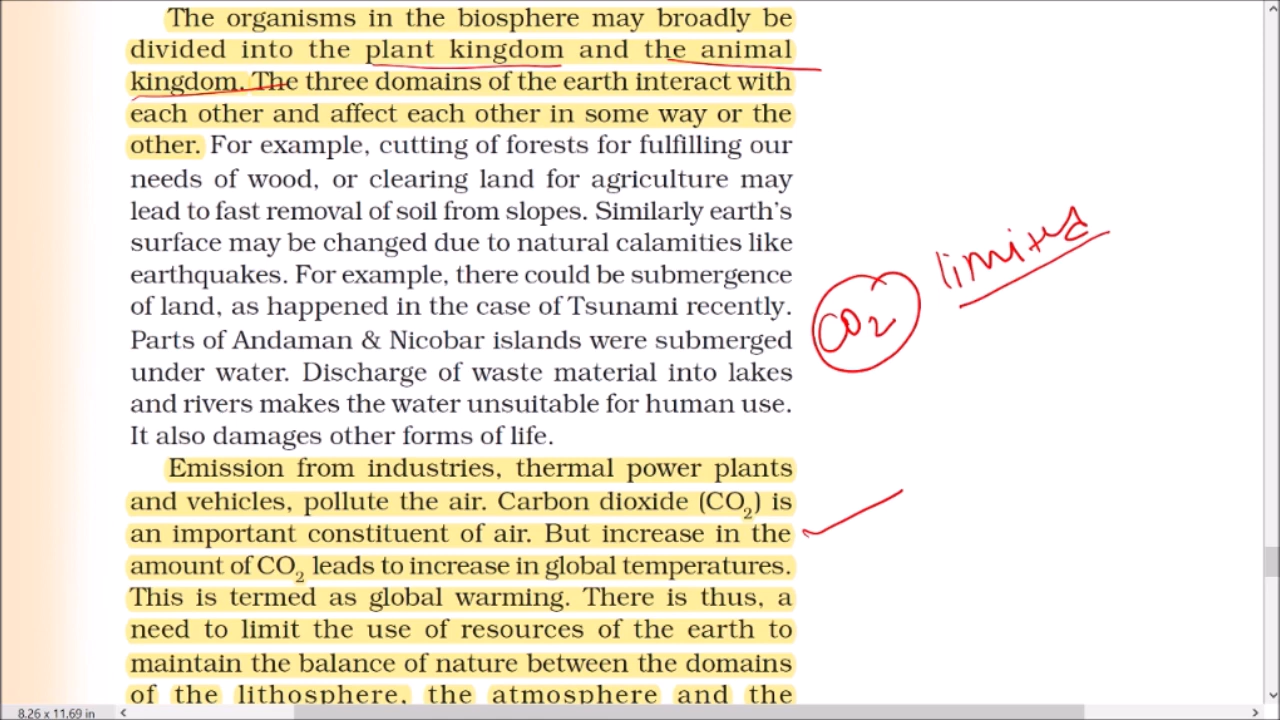 The organisms in the biosphere may broadly be
divided into the plant kingdom and the animal
kingdom. The three domains of the earth interact with
each other and affect each other in some way or the
other. For example, cutting of forests for fulfilling our
needs of wood, or clearing land for agriculture may
lead to fast removal of soil from slopes. Similarly earth's
surface may be changed due to natural calamities like
earthquakes. For example, there could be submergence
of land, as happened in the case of Tsunami recently.
Parts of Andaman & Nicobar islands were submerged
under water. Discharge of waste material into lakes
and rivers makes the water unsuitable for human use.
It also damages other forms of life.
Emission from industries, thermal power plants
and vehicles, pollute the air. Carbon dioxide (CO₂) is
an important constituent of air. But increase in the
amount of CO₂ leads to increase in global temperatures.
This is termed as global warming. There is thus, a
need to limit the use of resources of the earth to
maintain the balance of nature between the domains
of the lithosphere, the atmosphere and the
limited
CO₂
8.26 x 11.69 in